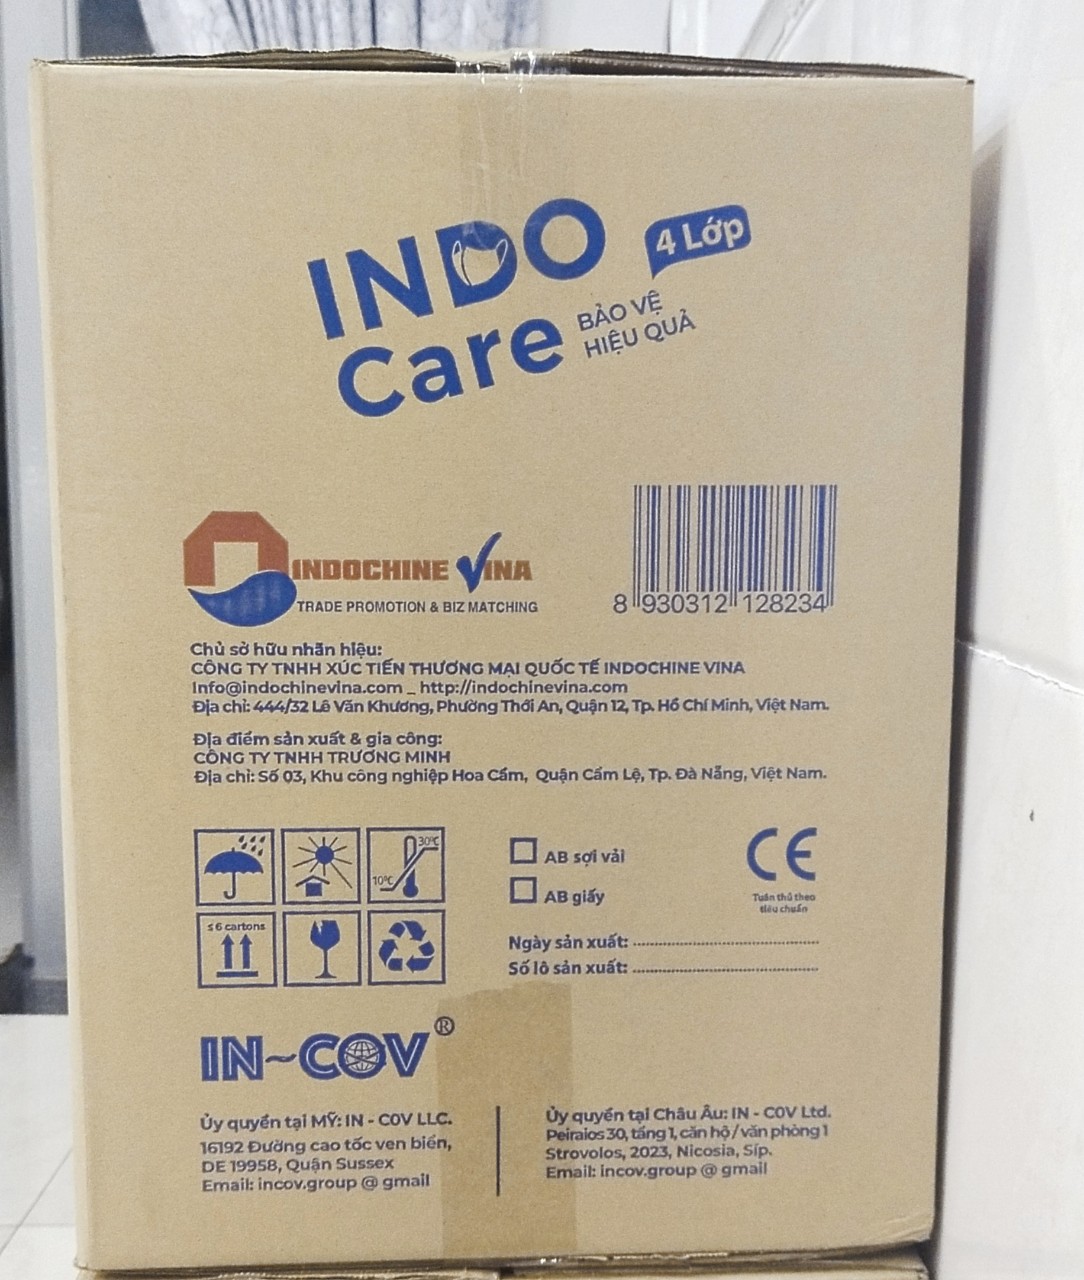 INDO
Care
4 Lớp
BẢO VỆ
HIỆU QUẢ
INDOCHINE VINA
TRADE PROMOTION & BIZ MATCHING
8 930312 128234
Chủ sở hữu nhãn hiệu:
CÔNG TY TNHH XÚC TIẾN THƯƠNG MẠI QUỐC TẾ INDOCHINE VINA
Info@indochinevina.com _ http://indochinevina.com
Địa chỉ: 444/32 Lê Văn Khương, Phường Thới An, Quận 12, Tp. Hồ Chí Minh, Việt Nam.
Địa điểm sản xuất & gia công:
CÔNG TY TNHH TRƯƠNG MINH
Địa chỉ: Số 03, Khu công nghiệp Hoa Cầm, Quận Cẩm Lệ, Tp. Đà Nẵng, Việt Nam.
30°C
10°C
≤ 6 cartons
AB sợi vải
AB giấy
CE
Tuân thủ theo
tiêu chuẩn
Ngày sản xuất: ........................................
Số lô sản xuất: ........................................
IN~COV®
Ủy quyền tại MỸ: IN - COV LLC.
16192 Đường cao tốc ven biển,
DE 19958, Quận Sussex
Email: incov.group @ gmail
Ủy quyền tại Châu Âu: IN - COV Ltd.
Peiraios 30, tầng 1, căn hộ / văn phòng 1
Strovolos, 2023, Nicosia, Síp.
Email: incov.group @ gmail